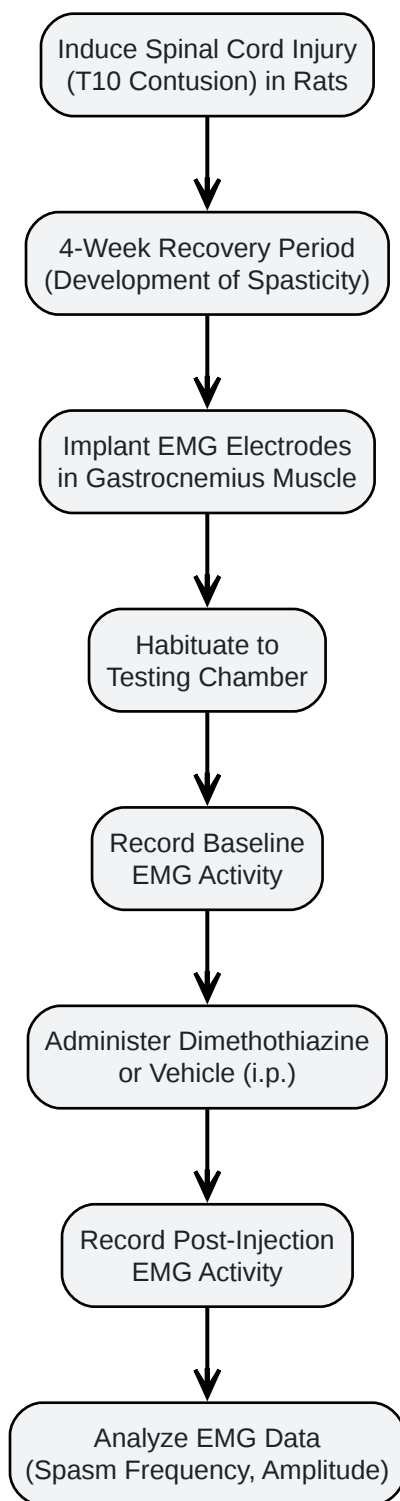 Induce Spinal Cord Injury
(T10 Contusion) in Rats
4-Week Recovery Period
(Development of Spasticity)
Implant EMG Electrodes
in Gastrocnemius Muscle
Habituate to
Testing Chamber
Record Baseline
EMG Activity
Administer Dimethothiazine
or Vehicle (i.p.)
Record Post-Injection
EMG Activity
Analyze EMG Data
(Spasm Frequency, Amplitude)